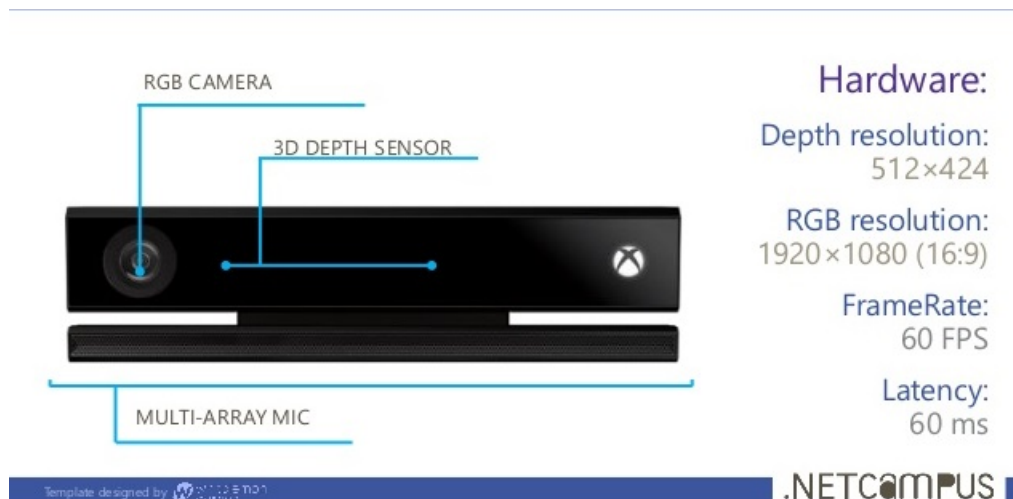 RGB CAMERA
3D DEPTH SENSOR
MULTI-ARRAY MIC
Hardware:
Depth resolution:
512×424
RGB resolution:
1920×1080 (16:9)
FrameRate:
60 FPS
Latency:
60 ms
Template designed by
.NETCamPUS